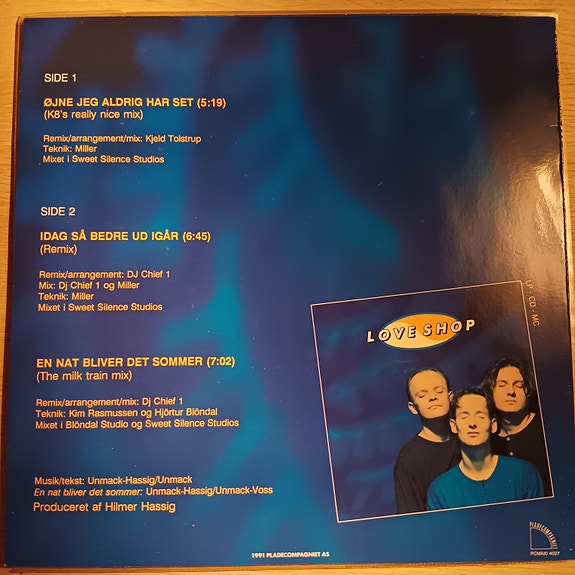 SIDE 1
ØJNE JEG ALDRIG HAR SET (5:19)
(K8's really nice mix)
Remix/arrangement/mix: Kjeld Tolstrup
Teknik: Miller
Mixet i Sweet Silence Studios
SIDE 2
IDAG SÅ BEDRE UD IGÅR (6:45)
(Remix)
Remix/arrangement: DJ Chief 1
Mix: Dj Chief 1 og Miller
Teknik: Miller
Mixet i Sweet Silence Studios
EN NAT BLIVER DET SOMMER (7:02)
(The milk train mix)
Remix/arrangement/mix: Dj Chief 1
Teknik: Kim Rasmussen og Hjörtur Blöndal
Mixet i Blöndal Studio og Sweet Silence Studios
Musik/tekst: Unmack-Hassig/Unmack
En nat bliver det sommer: Unmack-Hassig/Unmack-Voss
Produceret af Hilmer Hassig
LOVE SHOP
LP · CD · MC
1991 PLADECOMPAGNIET AS
PLADECOMPAGNIET
PCMAXI 4027